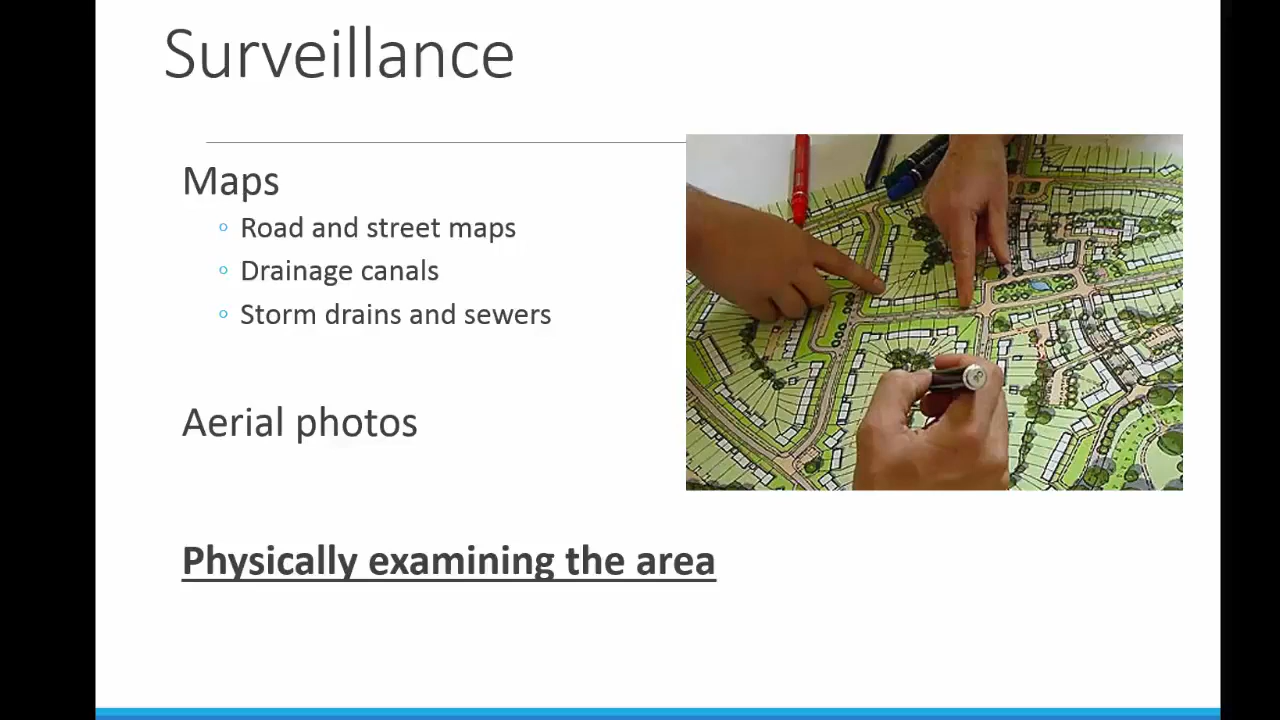 Surveillance
Maps
Road and street maps
Drainage canals
Storm drains and sewers
Aerial photos
Physically examining the area